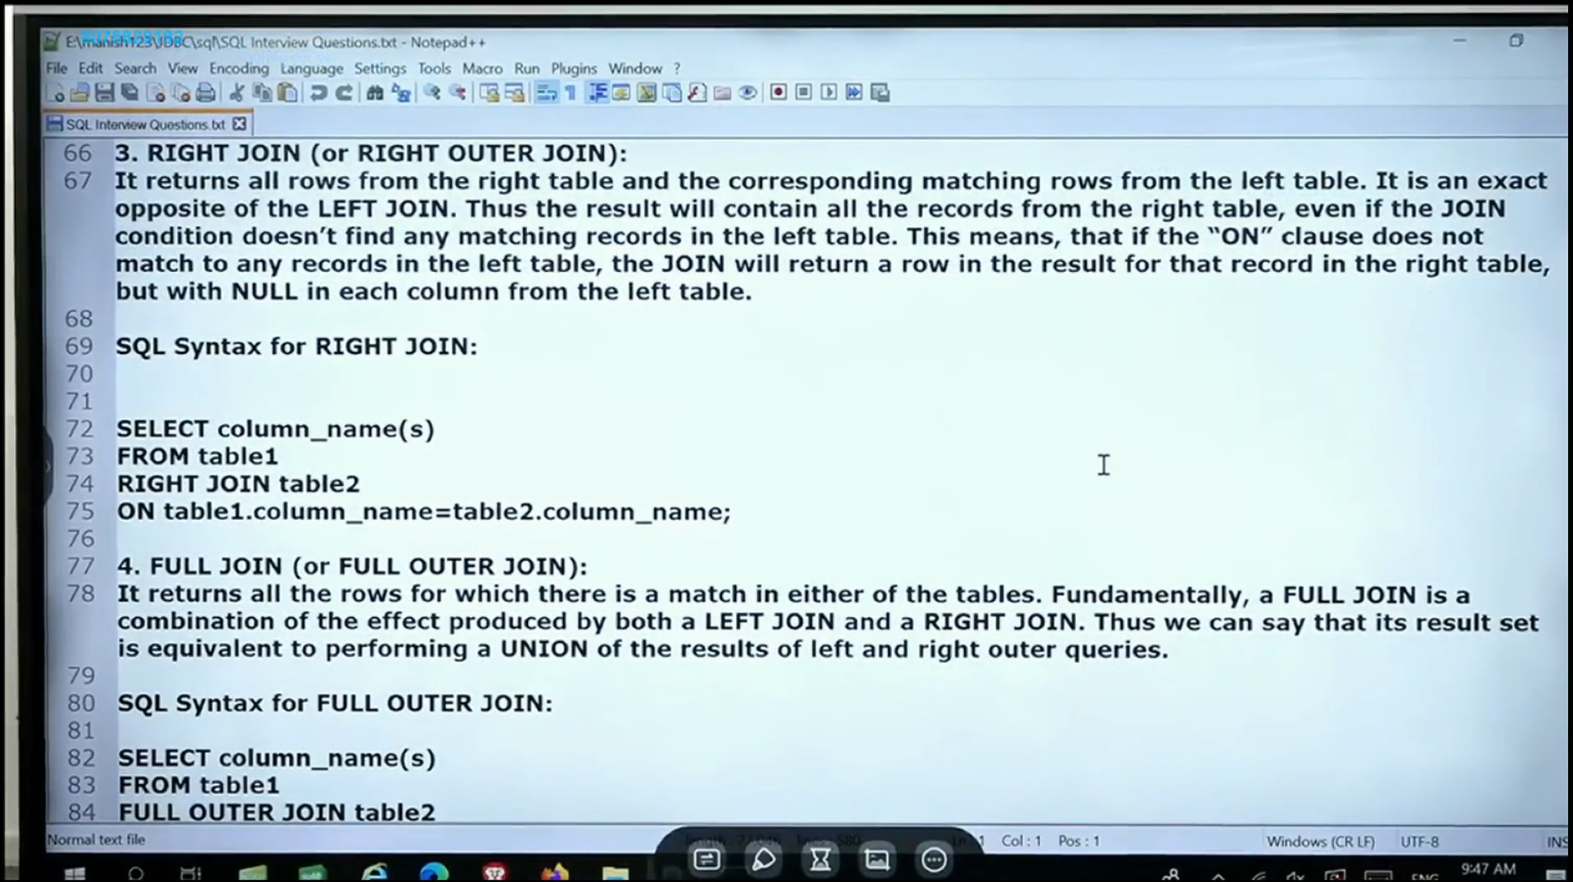 E:\manish123\JDBC\sql\SQL Interview Questions.txt - Notepad++
File Edit Search View Encoding Language Settings Tools Macro Run Plugins Window ?
SQL Interview Questions.txt
66 3. RIGHT JOIN (or RIGHT OUTER JOIN):
67 It returns all rows from the right table and the corresponding matching rows from the left table. It is an exact
opposite of the LEFT JOIN. Thus the result will contain all the records from the right table, even if the JOIN
condition doesn’t find any matching records in the left table. This means, that if the “ON” clause does not
match to any records in the left table, the JOIN will return a row in the result for that record in the right table,
but with NULL in each column from the left table.
68
69 SQL Syntax for RIGHT JOIN:
70
71
72 SELECT column_name(s)
73 FROM table1
74 RIGHT JOIN table2
75 ON table1.column_name=table2.column_name;
76
77 4. FULL JOIN (or FULL OUTER JOIN):
78 It returns all the rows for which there is a match in either of the tables. Fundamentally, a FULL JOIN is a
combination of the effect produced by both a LEFT JOIN and a RIGHT JOIN. Thus we can say that its result set
is equivalent to performing a UNION of the results of left and right outer queries.
79
80 SQL Syntax for FULL OUTER JOIN:
81
82 SELECT column_name(s)
83 FROM table1
84 FULL OUTER JOIN table2
Normal text file Col : 1 Pos : 1 Windows (CR LF) UTF-8 INS
ENG 9:47 AM